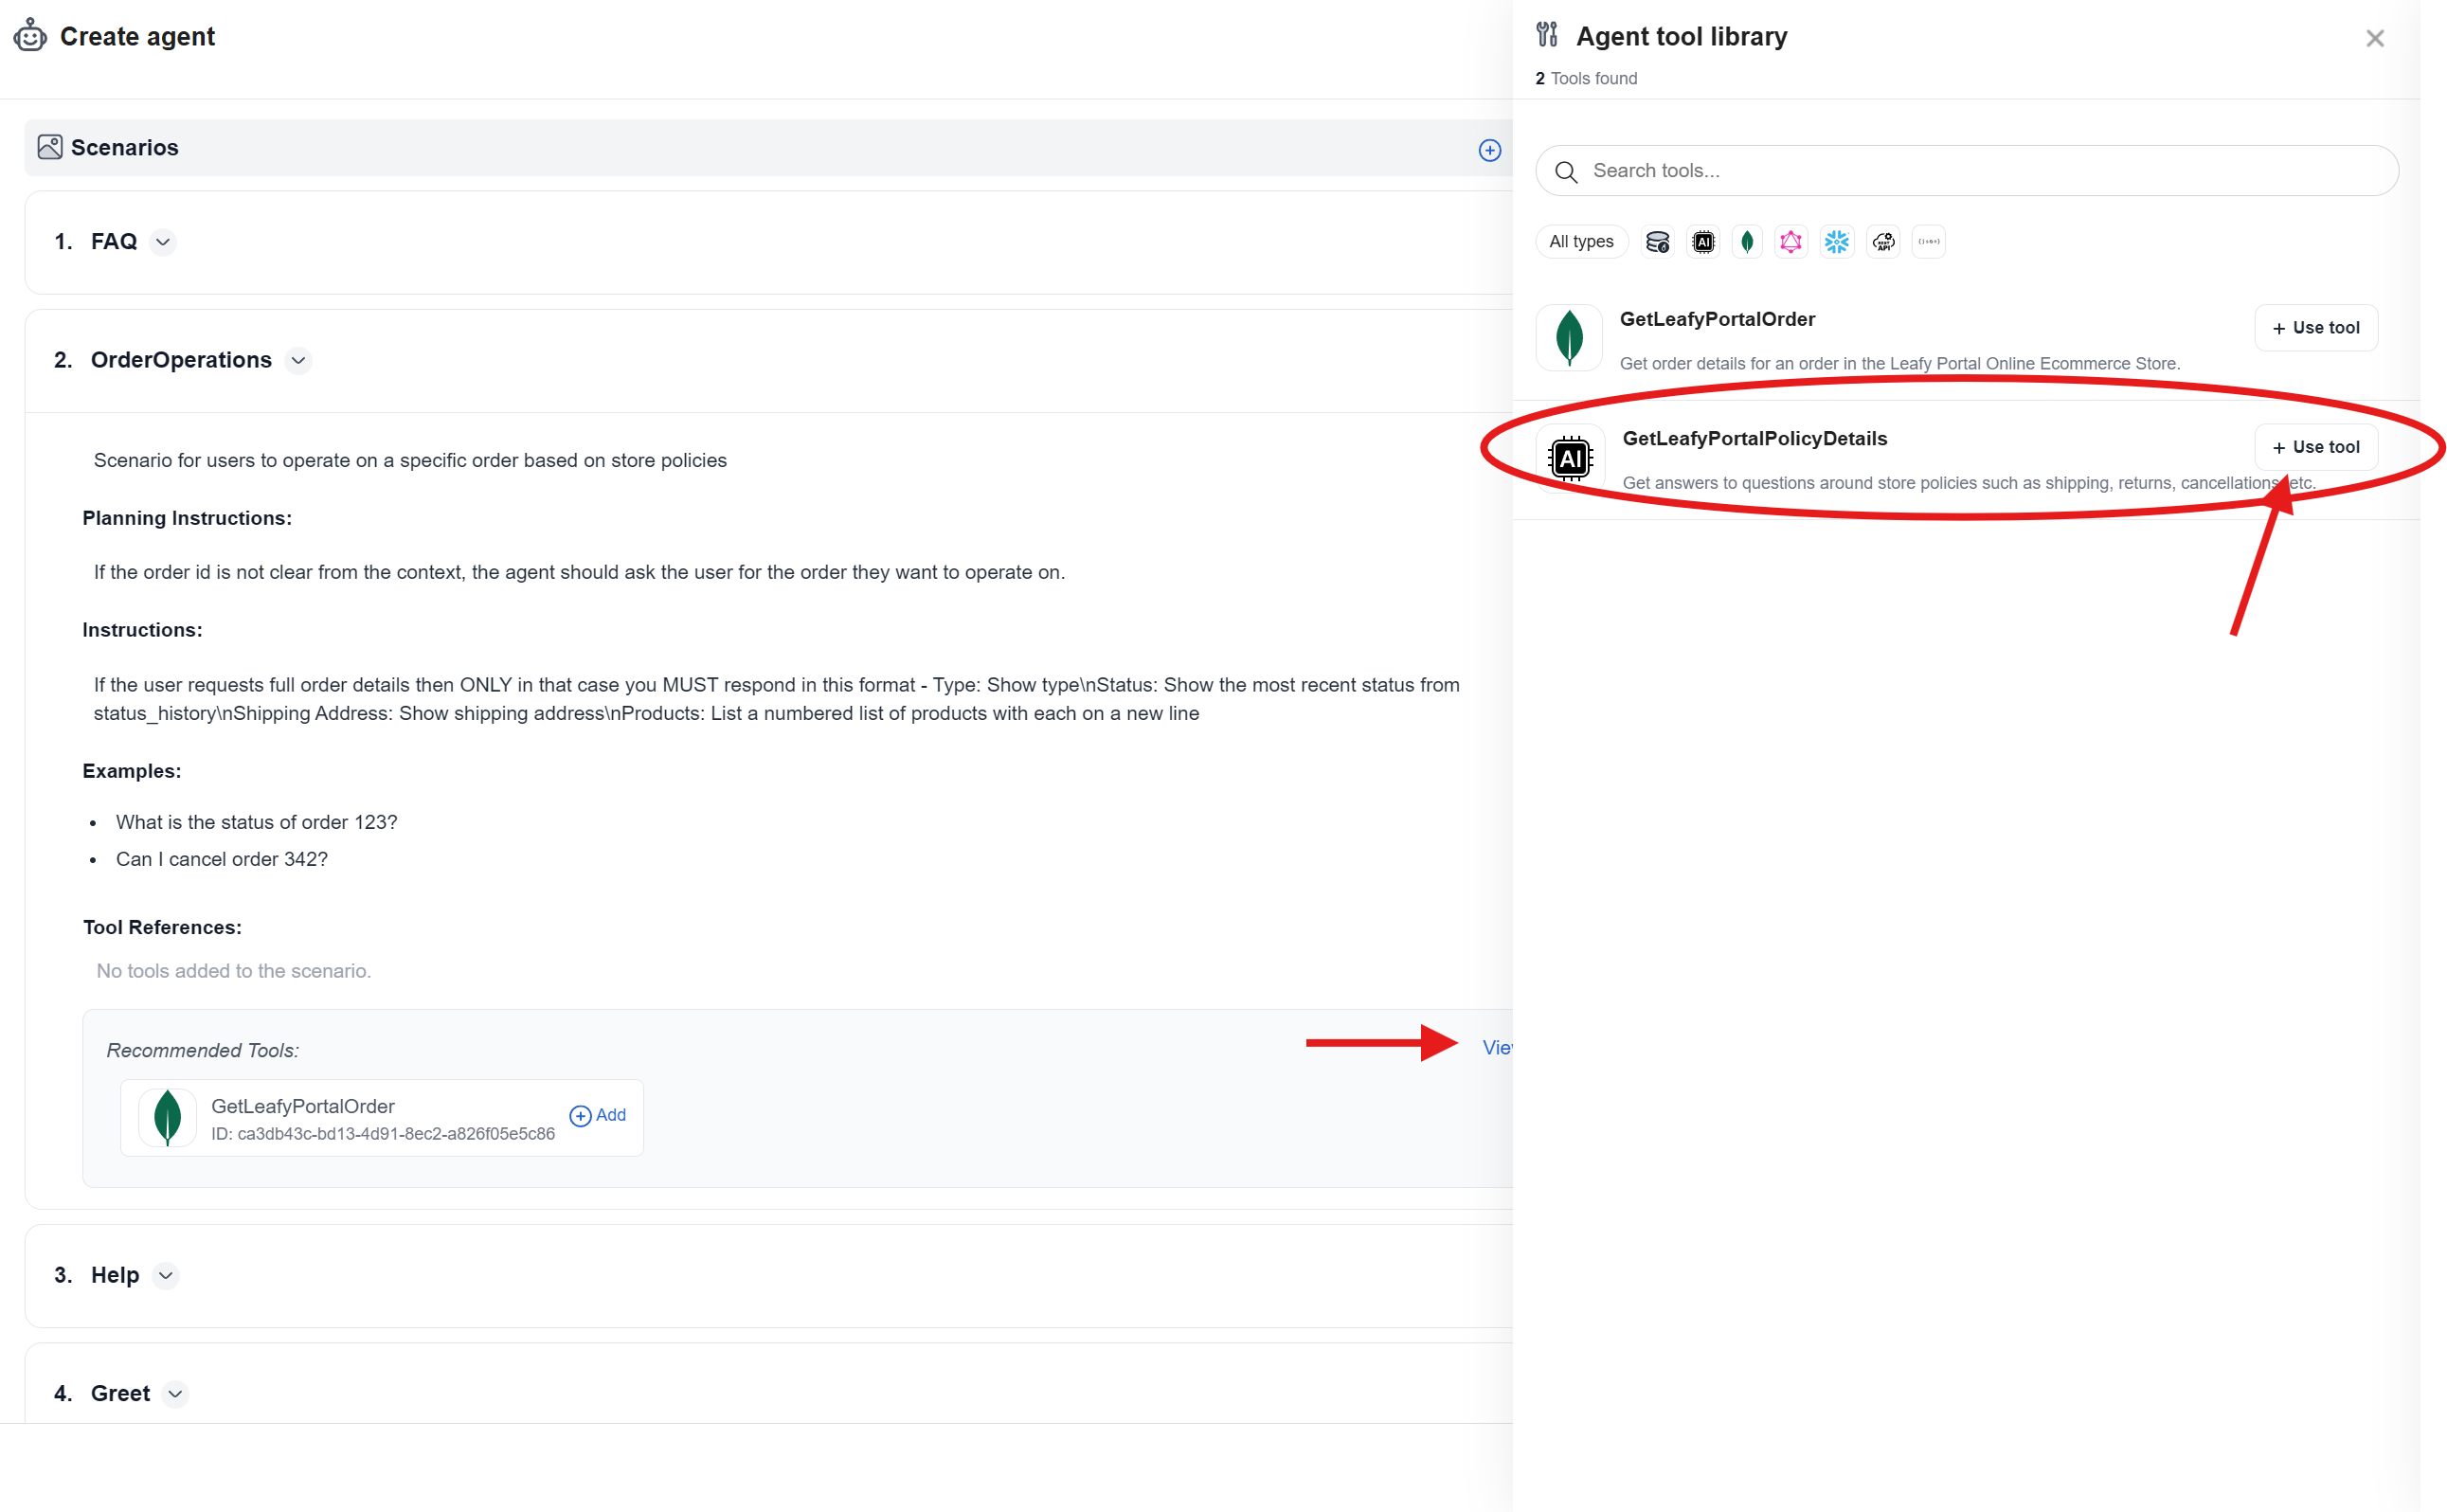 Create agent
Scenarios
1. FAQ
2. OrderOperations
Scenario for users to operate on a specific order based on store policies
Planning Instructions:
If the order id is not clear from the context, the agent should ask the user for the order they want to operate on.
Instructions:
If the user requests full order details then ONLY in that case you MUST respond in this format - Type: Show type\nStatus: Show the most recent status from
status_history\nShipping Address: Show shipping address\nProducts: List a numbered list of products with each on a new line
Examples:
• What is the status of order 123?
• Can I cancel order 342?
Tool References:
No tools added to the scenario.
Recommended Tools:
GetLeafyPortalOrder
ID: ca3db43c-bd13-4d91-8ec2-a826f05e5c86
Add
3. Help
4. Greet
Agent tool library
2 Tools found
Search tools...
All types
AI
REST API
GetLeafyPortalOrder
+ Use tool
Get order details for an order in the Leafy Portal Online Ecommerce Store.
AI
GetLeafyPortalPolicyDetails
+ Use tool
Get answers to questions around store policies such as shipping, returns, cancellations etc.